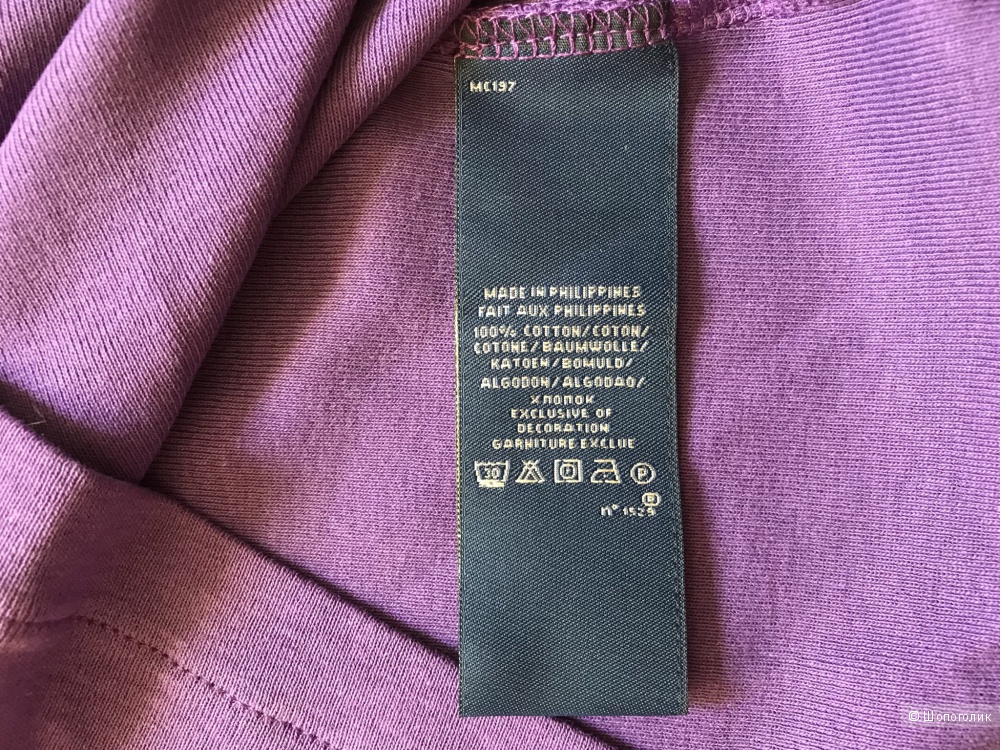 MC197
MADE IN PHILIPPINES
FAIT AUX PHILIPPINES
100% COTTON/COTON/
COTONE/BAUMWOLLE/
KATOEN/BOMULD/
ALGODON/ALGODAO/
ХЛОПОК
EXCLUSIVE OF
DECORATION
GARNITURE EXCLUE
30 P
®
n° 1529
© Шопоголик